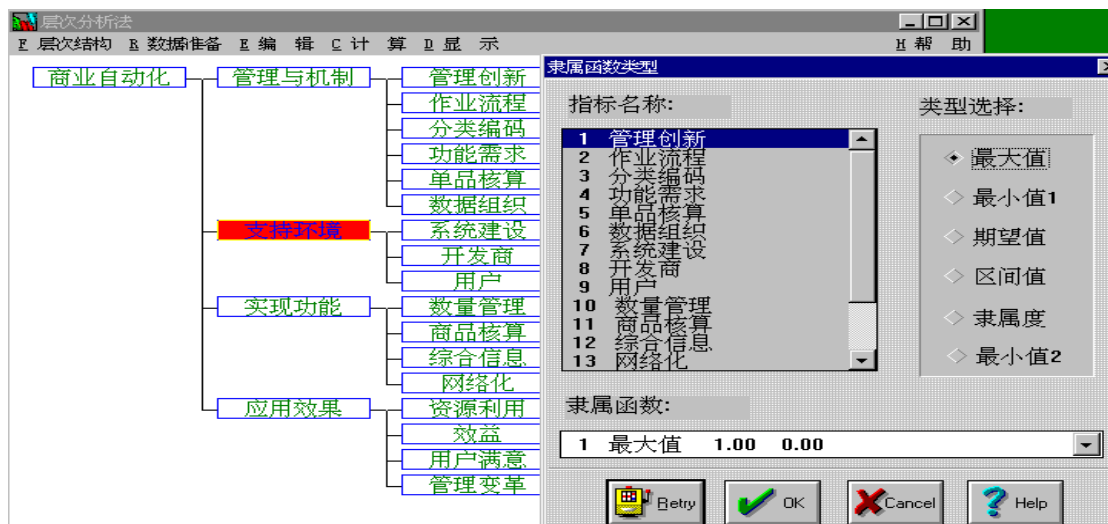 层次分析法
F 层次结构 R 数据准备 E 编 辑 C 计 算 D 显 示 H 帮 助
商业自动化
管理与机制
管理创新
作业流程
分类编码
功能需求
单品核算
数据组织
支持环境
系统建设
开发商
用户
实现功能
数量管理
商品核算
综合信息
网络化
应用效果
资源利用
效益
用户满意
管理变革
隶属函数类型
指标名称:
1 管理创新
2 作业流程
3 分类编码
4 功能需求
5 单品核算
6 数据组织
7 系统建设
8 开发商
9 用户
10 数量管理
11 商品核算
12 综合信息
13 网络化
类型选择:
最大值
最小值1
期望值
区间值
隶属度
最小值2
隶属函数:
1 最大值 1.00 0.00
Retry OK Cancel Help